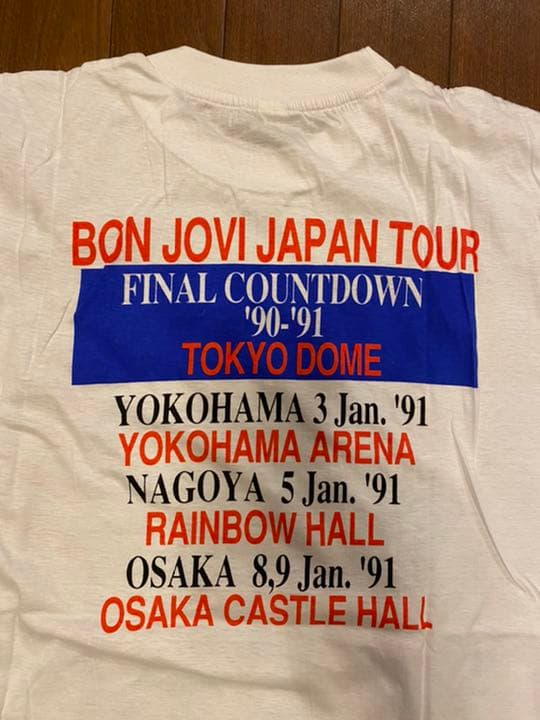 BON JOVI JAPAN TOUR
FINAL COUNTDOWN
'90-'91
TOKYO DOME
YOKOHAMA 3 Jan. '91
YOKOHAMA ARENA
NAGOYA 5 Jan. '91
RAINBOW HALL
OSAKA 8,9 Jan. '91
OSAKA CASTLE HALL